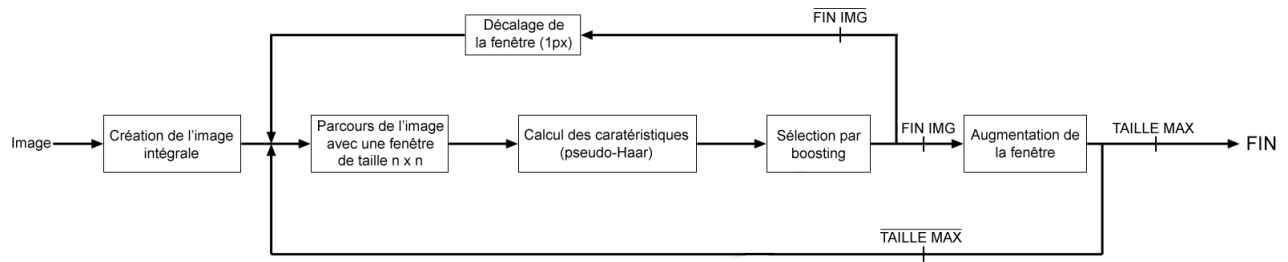 FIN IMG
Décalage de
la fenêtre (1px)
Image
Création de l'image
intégrale
Parcours de l'image
avec une fenêtre
de taille n x n
Calcul des caratéristiques
(pseudo-Haar)
Sélection par
boosting
FIN IMG
Augmentation de
la fenêtre
TAILLE MAX
FIN
TAILLE MAX